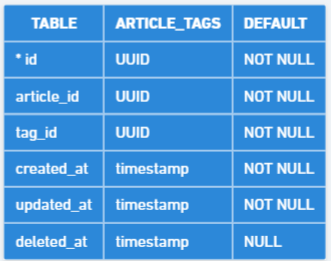 TABLE ARTICLE_TAGS DEFAULT
* id UUID NOT NULL
article_id UUID NOT NULL
tag_id UUID NOT NULL
created_at timestamp NOT NULL
updated_at timestamp NOT NULL
deleted_at timestamp NULL